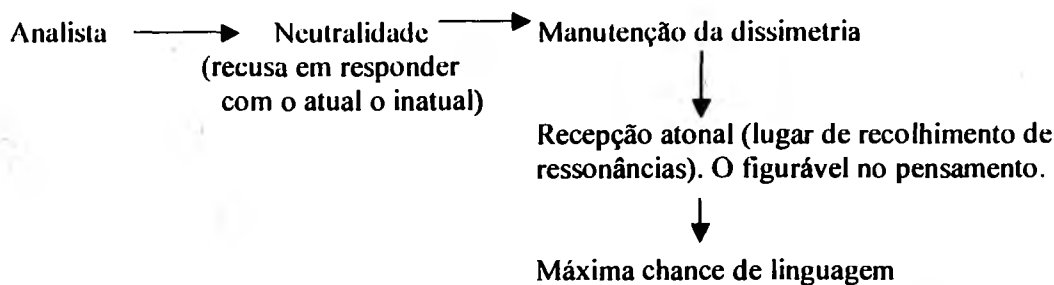 Analista Neutralidade Manutenção da dissimetria
(recusa em responder
com o atual o inatual)
Recepção atonal (lugar de recolhimento de
ressonâncias). O figurável no pensamento.
Máxima chance de linguagem